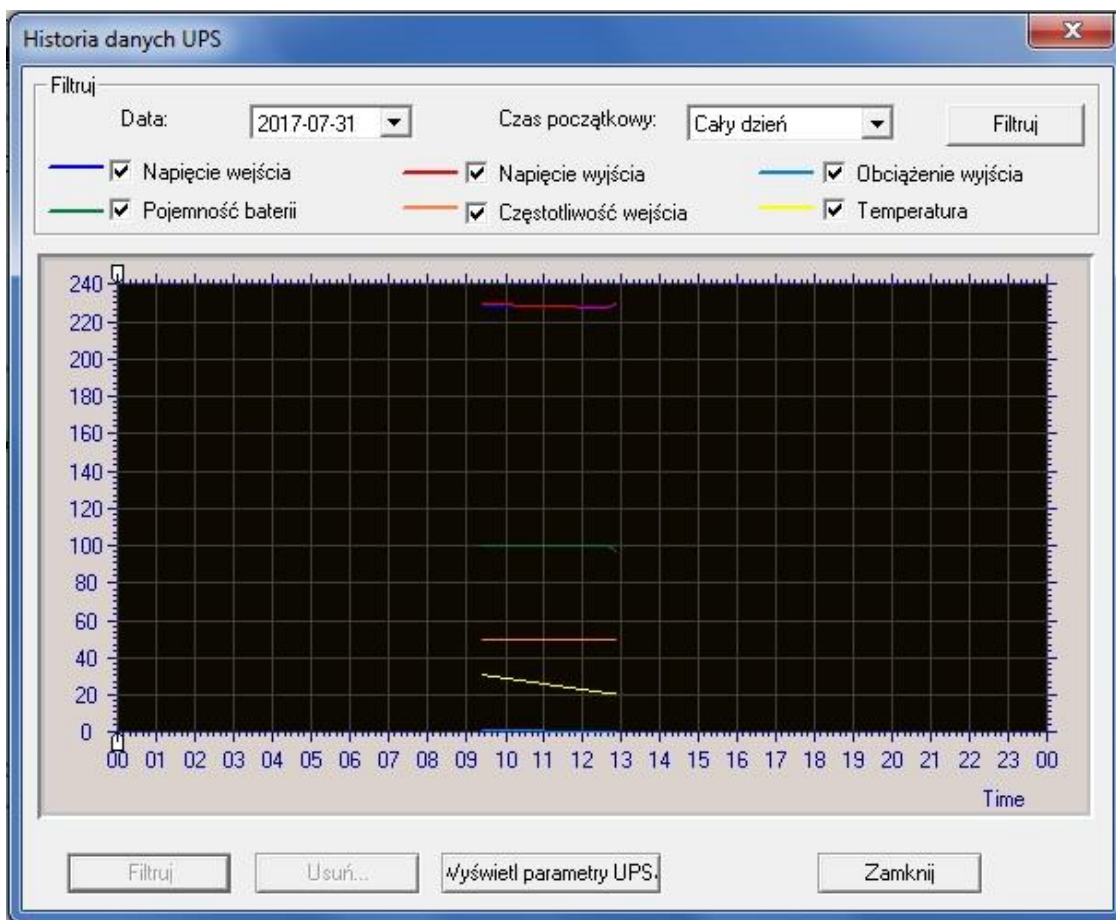 Historia danych UPS
Filtruj
Data: 2017-07-31 Czas początkowy: Cały dzień Filtruj
Napięcie wejścia Napięcie wyjścia Obciążenie wyjścia
Pojemność baterii Częstotliwość wejścia Temperatura
240
220
200
180
160
140
120
100
80
60
40
20
0
00 01 02 03 04 05 06 07 08 09 10 11 12 13 14 15 16 17 18 19 20 21 22 23 00
Time
Filtruj Usuń... Wyświetl parametry UPS. Zamknij